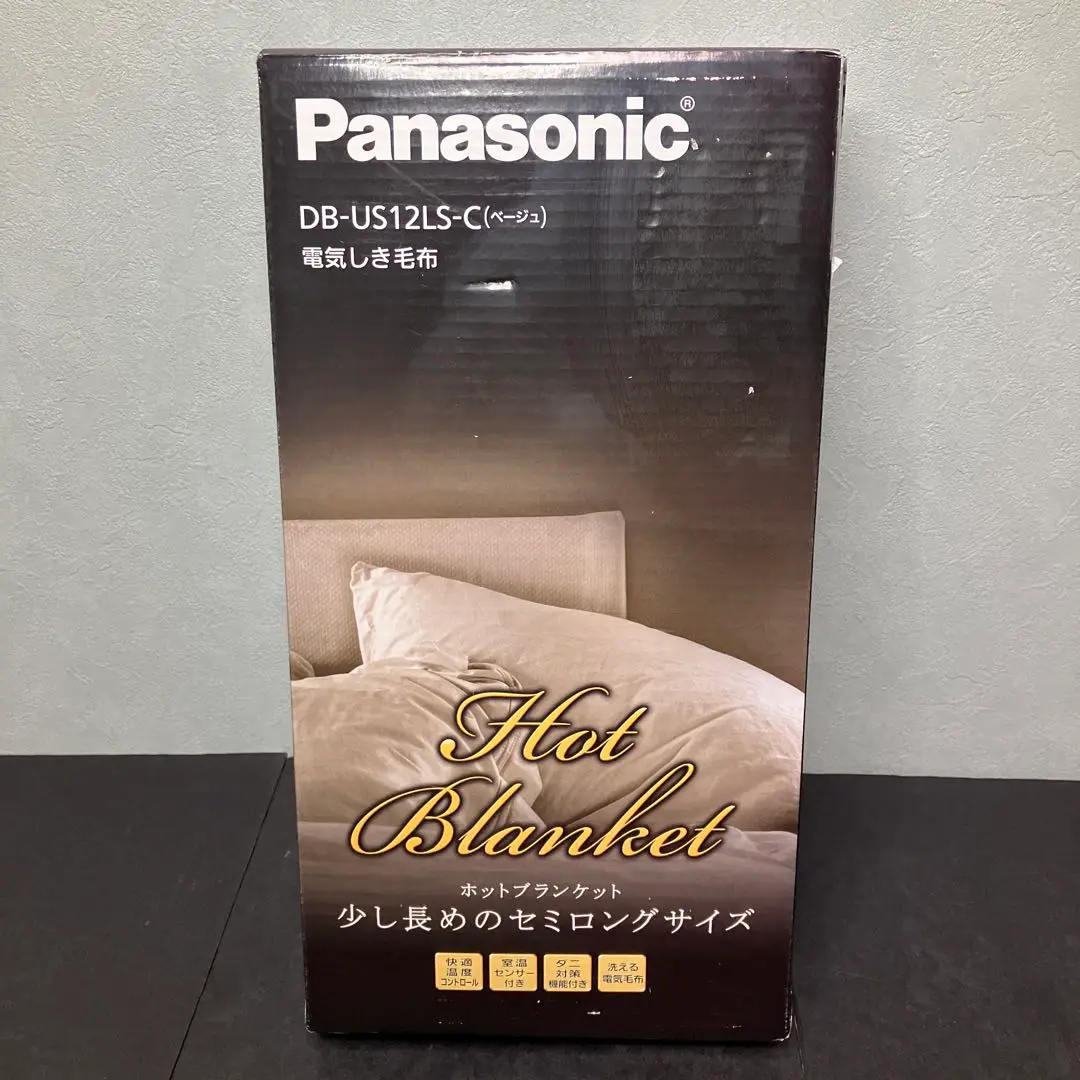 Panasonic®
DB-US12LS-C(ベージュ)
電気しき毛布
Hot
Blanket
ホットブランケット
少し長めのセミロングサイズ
快適
温度
コントロール
室温
センサー
付き
ダニ
対策
機能付き
洗える
電気毛布